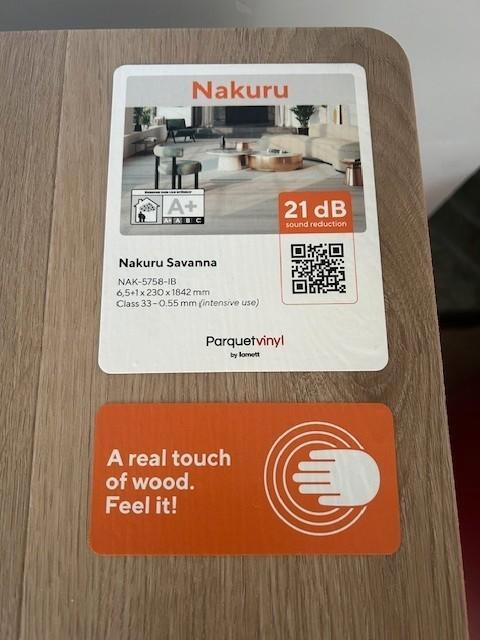 Nakuru
A+
A+ A B C
21 dB
sound reduction
Nakuru Savanna
NAK-5758-IB
6,5+1 x 230 x 1842 mm
Class 33 – 0.55 mm (intensive use)
Parquetvinyl
by lamett
A real touch
of wood.
Feel it!